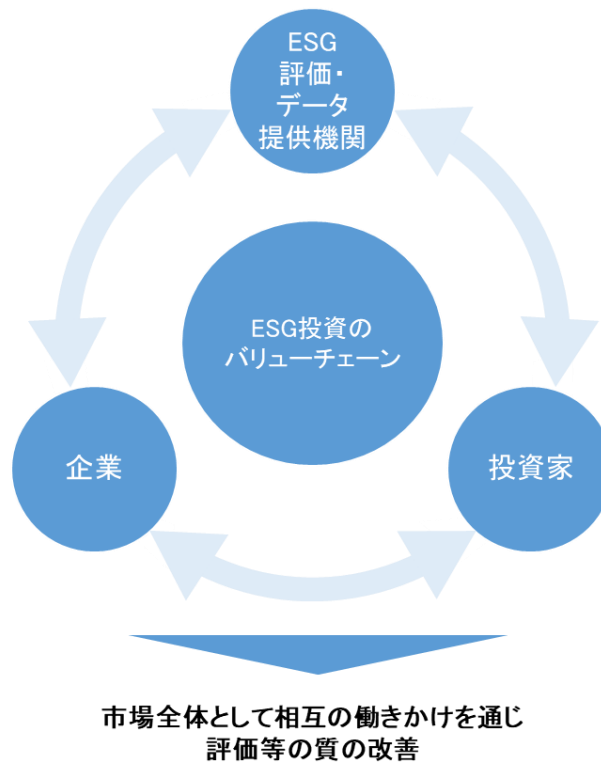 ESG
評価・
データ
提供機関
ESG投資の
バリューチェーン
企業
投資家
市場全体として相互の働きかけを通じ
評価等の質の改善